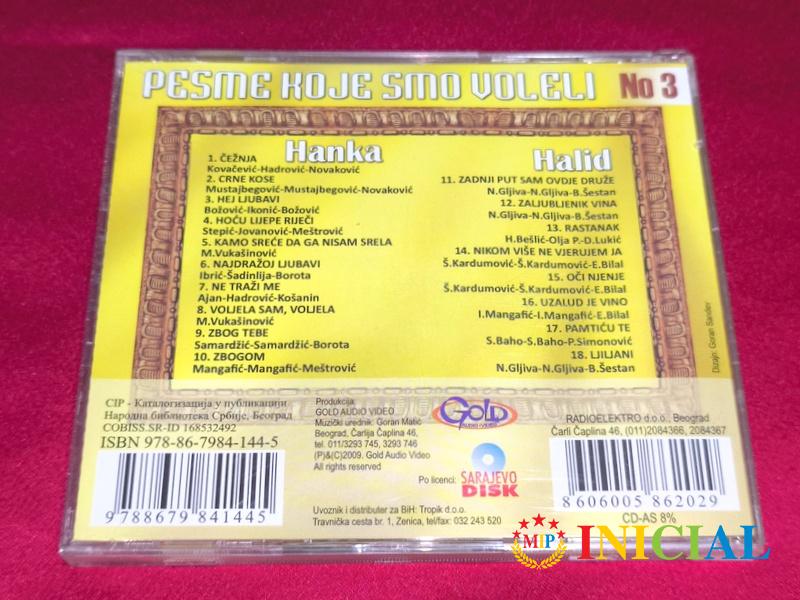 PESME KOJE SMO VOLELI No 3
Hanka
1. ČEŽNJA
Kovačević-Hadrović-Novaković
2. CRNE KOSE
Mustajbegović-Mustajbegović-Novaković
3. HEJ LJUBAVI
Božović-Ikonić-Božović
4. HOĆU LIJEPE RIJEČI
Stepić-Jovanović-Meštrović
5. KAMO SREĆE DA GA NISAM SRELA
M.Vukašinović
6. NAJDRAŽOJ LJUBAVI
Ibrić-Šadinlija-Borota
7. NE TRAŽI ME
Ajan-Hadrović-Košanin
8. VOLJELA SAM, VOLJELA
M.Vukašinović
9. ZBOG TEBE
Samardžić-Samardžić-Borota
10. ZBOGOM
Mangafić-Mangafić-Meštrović
Halid
11. ZADNJI PUT SAM OVDJE DRUŽE
N.Gljiva-N.Gljiva-B.Šestan
12. ZALJUBLJENIK VINA
N.Gljiva-N.Gljiva-B.Šestan
13. RASTANAK
H.Bešlić-Olja P.-D.Lukić
14. NIKOM VIŠE NE VJERUJEM JA
Š.Kardumović-Š.Kardumović-E.Bilal
15. OČI NJENJE
Š.Kardumović-Š.Kardumović-E.Bilal
16. UZALUD JE VINO
I.Mangafić-I.Mangafić-E.Bilal
17. PAMTIĆU TE
S.Baho-S.Baho-P.Simonović
18. LJILJANI
N.Gljiva-N.Gljiva-B.Šestan
Dizajn: Goran Sander
CIP - Каталогизација у публикацији
Народна библиотека Србије, Београд
COBISS.SR-ID 168532492
ISBN 978-86-7984-144-5
9 788679 841445
Produkcija
GOLD AUDIO VIDEO
Muzički urednik: Goran Matić
Beograd, Čarlija Čaplina 46,
tel. 011/3293 745, 3293 746
(P)&(C)2009. Gold Audio Video
All rights reserved
Gold
AUDIO VIDEO
Po licenci:
SARAJEVO
DISK
Uvoznik i distributer za BiH: Tropik d.o.o.
Travnička cesta br. 1, Zenica, tel/fax: 032 243 520
RADIOELEKTRO d.o.o., Beograd
Čarli Čaplina 46, (011)2084366, 2084367
8 606005 862029
CD-AS 8%
MIP
INICIAL